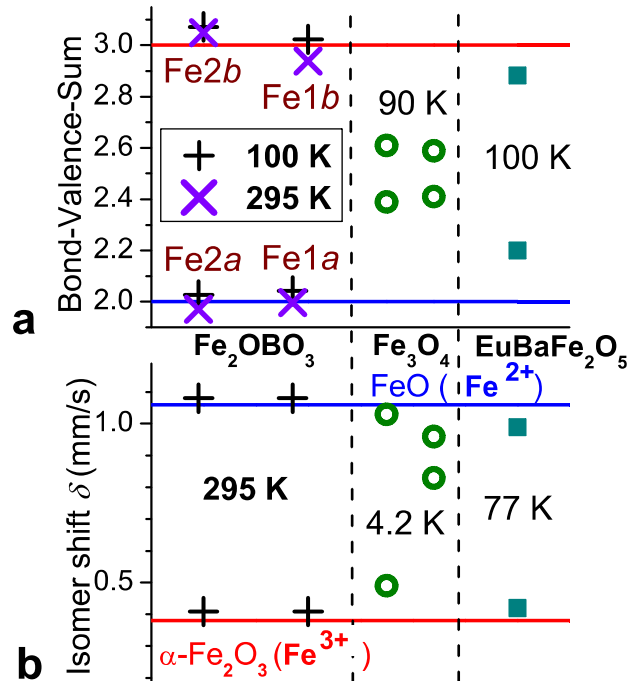 a
Bond-Valence-Sum
3.0
2.8
2.6
2.4
2.2
2.0
Fe2b
Fe1b
90 K
100 K
100 K
295 K
Fe2a
Fe1a
Fe₂OBO₃
Fe₃O₄
EuBaFe₂O₅
b
Isomer shift δ (mm/s)
1.0
0.5
FeO ( Fe²⁺)
295 K
4.2 K
77 K
α-Fe₂O₃ (Fe³⁺ )